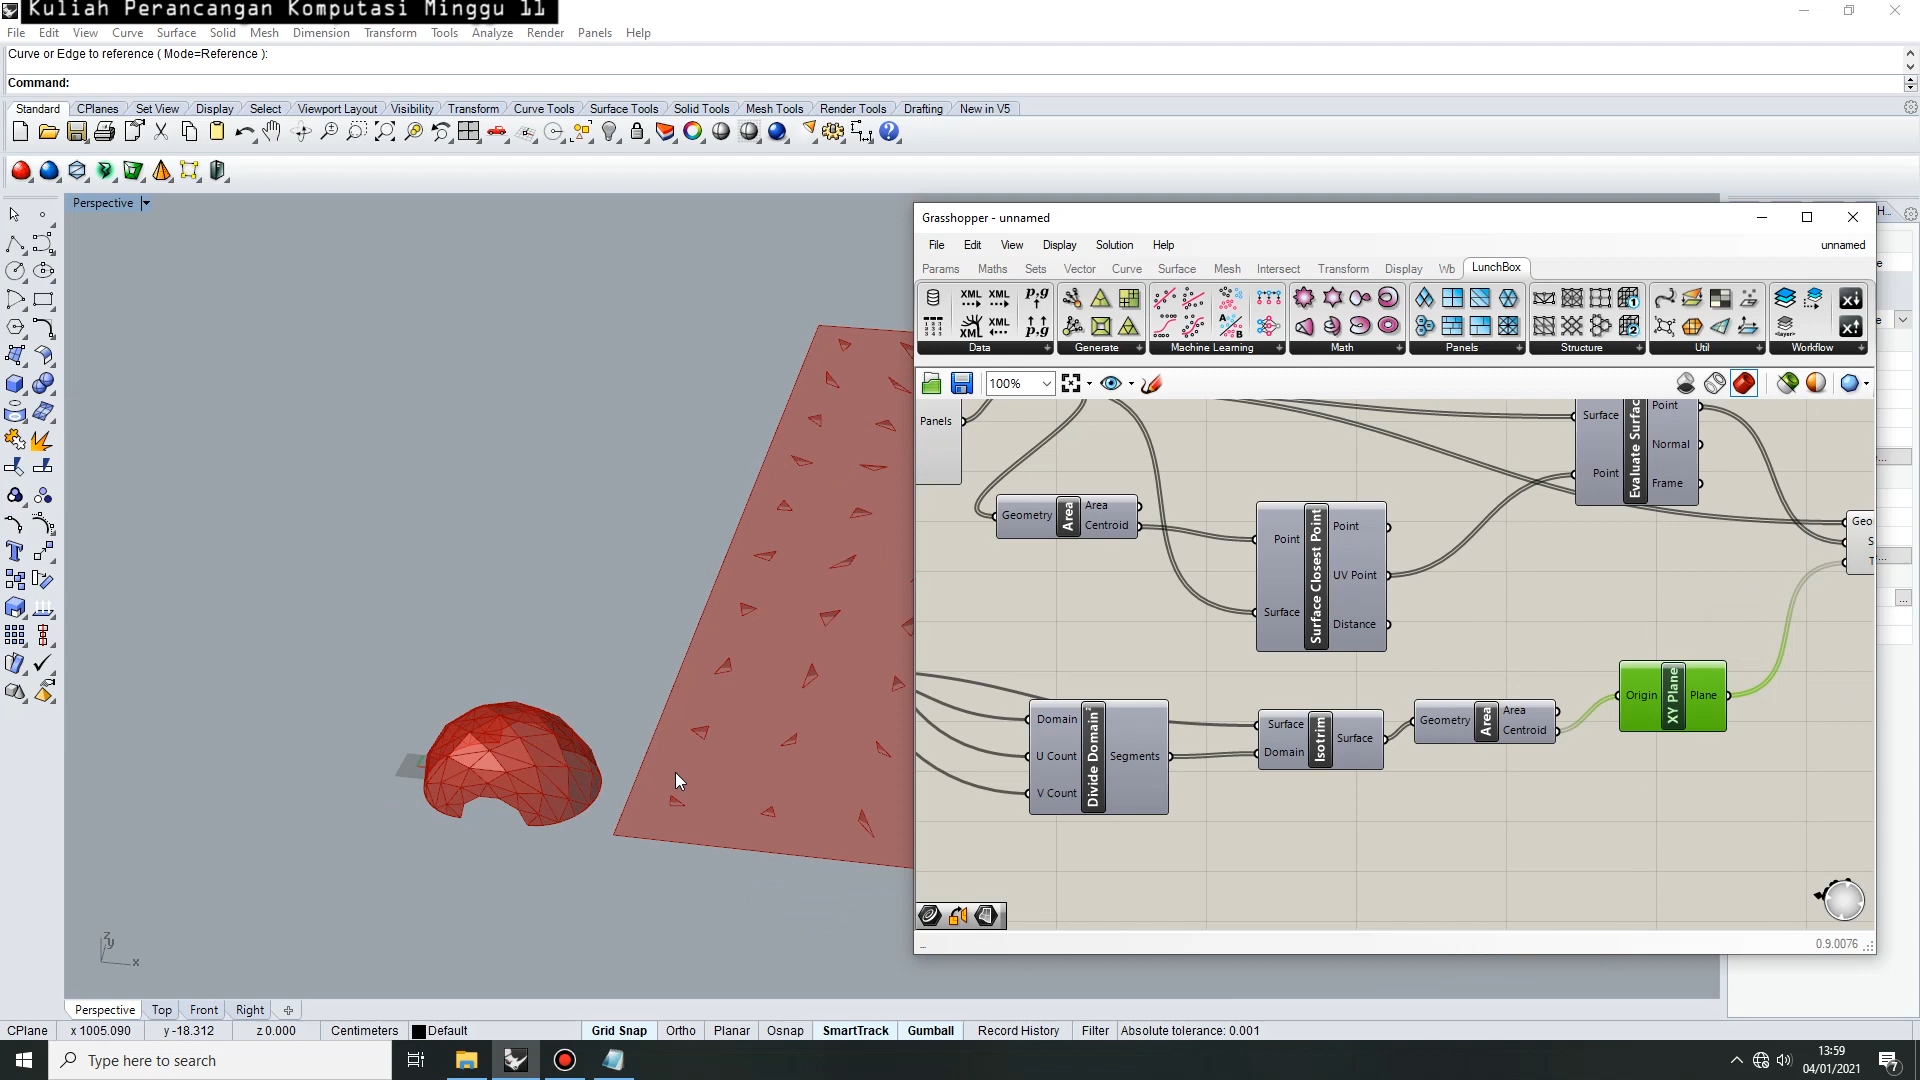 Kuliah Perancangan Komputasi Minggu 11
File Edit View Curve Surface Solid Mesh Dimension Transform Tools Analyze Render Panels Help
Curve or Edge to reference ( Mode=Reference ):
Command:
Standard CPlanes Set View Display Select Viewport Layout Visibility Transform Curve Tools Surface Tools Solid Tools Mesh Tools Render Tools Drafting New in V5
Perspective
Grasshopper - unnamed
File Edit View Display Solution Help unnamed
Params Maths Sets Vector Curve Surface Mesh Intersect Transform Display Wb LunchBox
XML XML p,g
XML XML p,g
Data Generate Machine Learning Math Panels Structure Util Workflow
100%
Panels
Surface Point
Normal
Point Frame
Evaluate Surfac
Geometry Area Area
Centroid
Geo
S
T
Point Surface Closest Point Point
UV Point
Surface Distance
Origin XY Plane Plane
Domain Divide Domain²
U Count Segments
V Count
Surface Isotrim Surface
Domain
Geometry Area Area
Centroid
0.9.0076
z y x
Perspective Top Front Right
CPlane x 1005.090 y -18.312 z 0.000 Centimeters Default Grid Snap Ortho Planar Osnap SmartTrack Gumball Record History Filter Absolute tolerance: 0.001
Type here to search
13:59
04/01/2021
7